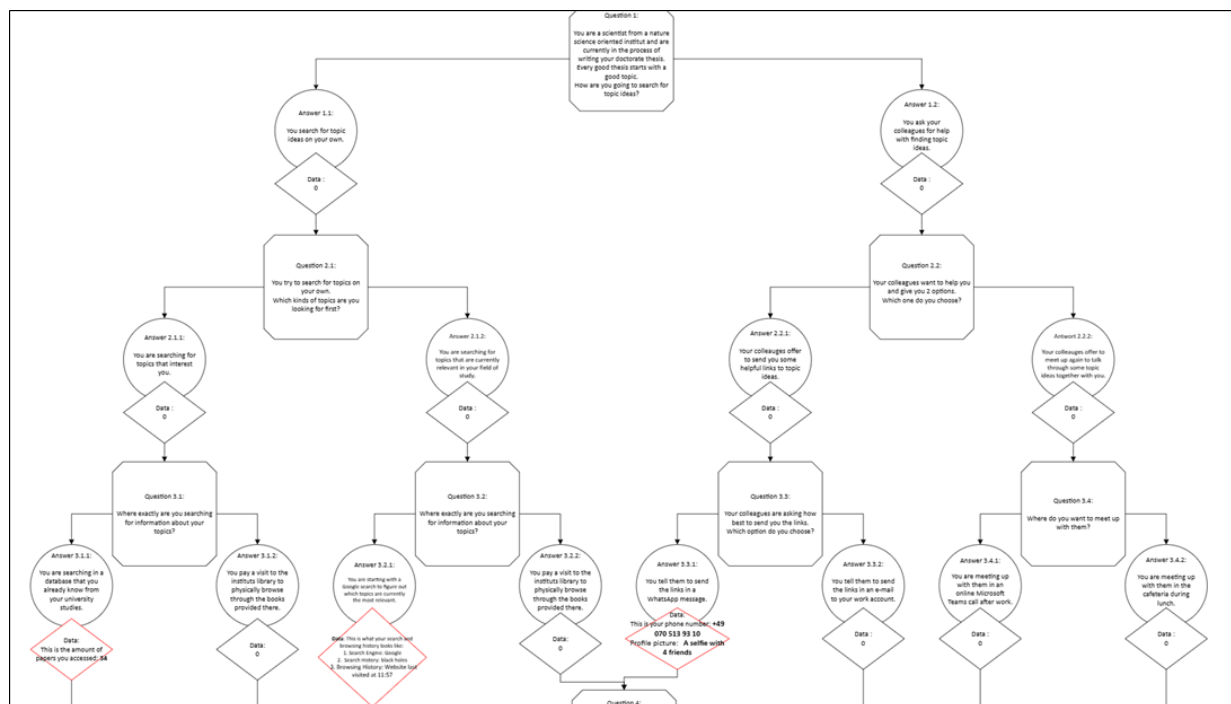 Question 1:
You are a scientist from a nature
science oriented institut and are
currently in the process of
writing your doctorate thesis.
Every good thesis starts with a
good topic.
How are you going to search for
topic ideas?
Answer 1.1:
You search for topic
ideas on your own.
Data :
0
Answer 1.2:
You ask your
colleagues for help
with finding topic
ideas.
Data :
0
Question 2.1:
You try to search for topics on
your own.
Which kinds of topics are you
looking for first?
Question 2.2:
Your colleagues want to help you
and give you 2 options.
Which one do you choose?
Answer 2.1.1:
You are searching for
topics that interest
you.
Data :
0
Answer 2.1.2:
You are searching for
topics that are currently
relevant in your field of
study.
Data :
0
Answer 2.2.1:
Your colleauges offer
to send you some
helpful links to topic
ideas.
Data :
0
Antwort 2.2.2:
Your colleauges offer to
meet up again to talk
through some topic
ideas together with you.
Data :
0
Question 3.1:
Where exactly are you searching
for information about your
topics?
Question 3.2:
Where exactly are you searching
for information about your
topics?
Question 3.3:
Your colleagues are asking how
best to send you the links.
Which option do you choose?
Question 3.4:
Where do you want to meet up
with them?
Answer 3.1.1:
You are searching in a
database that you
already know from
your university
studies.
Data:
This is the amount of
papers you accessed: 34
Answer 3.1.2:
You pay a visit to the
instituts library to
physically browse
through the books
provided there.
Data:
0
Answer 3.2.1:
You are starting with a
Google search to figure out
which topics are currently
the most relevant.
Data: This is what your search and
browsing history looks like:
1. Search Engine: Google
2. Search History: black holes
3. Browsing History: Website last
visited at 11:57
Answer 3.2.2:
You pay a visit to the
instituts library to
physically browse
through the books
provided there.
Data:
0
Answer 3.3.1:
You tell them to send
the links in a
WhatsApp message.
Data:
This is your phone number: +49
070 513 93 10
Profile picture: A selfie with
4 friends
Answer 3.3.2:
You tell them to send
the links in an e-mail
to your work account.
Data :
0
Answer 3.4.1:
You are meeting up
with them in an
online Microsoft
Teams call after work.
Data :
0
Answer 3.4.2:
You are meeting up
with them in the
cafeteria during
lunch.
Data :
0
Question 4: